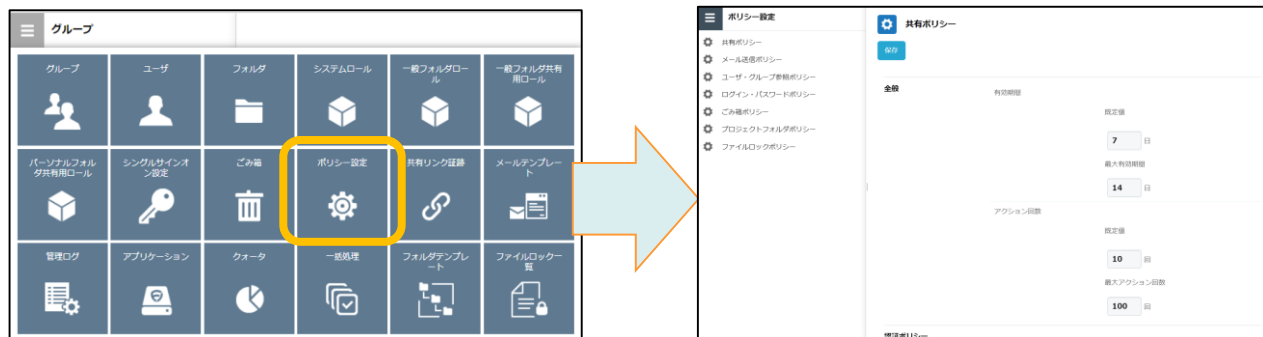 グループ
グループ
ユーザ
フォルダ
システムロール
一般フォルダロー
ル
一般フォルダ共有
用ロール
パーソナルフォル
ダ共有用ロール
シングルサインオ
ン設定
ごみ箱
ポリシー設定
共有リンク証跡
メールテンプレー
ト
管理ログ
アプリケーション
クォータ
一括処理
フォルダテンプレ
ート
ファイルロック一
覧
ポリシー設定
共有ポリシー
メール送信ポリシー
ユーザ・グループ参照ポリシー
ログイン・パスワードポリシー
ごみ箱ポリシー
プロジェクトフォルダポリシー
ファイルロックポリシー
共有ポリシー
保存
全般
有効期間
既定値
7 日
最大有効期間
14 日
アクション回数
既定値
10 回
最大アクション回数
100 回
認証ポリシー